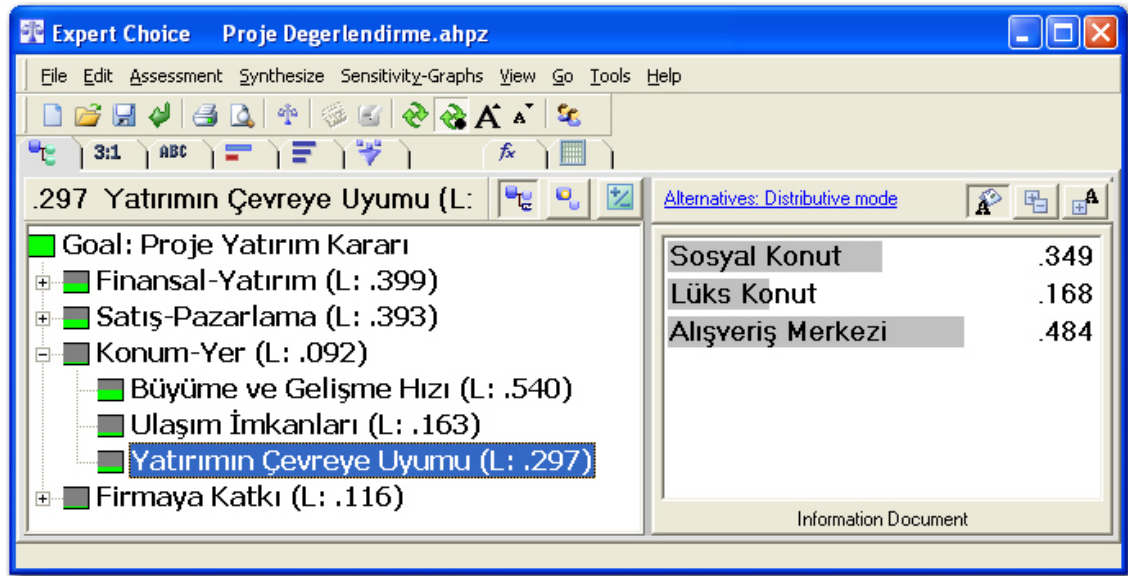 Expert Choice Proje Degerlendirme.ahpz
File Edit Assessment Synthesize Sensitivity-Graphs View Go Tools Help
A A
3:1 ABC fx
.297 Yatırımın Çevreye Uyumu (L:
Alternatives: Distributive mode
A A
Goal: Proje Yatırım Kararı
Finansal-Yatırım (L: .399)
Satış-Pazarlama (L: .393)
Konum-Yer (L: .092)
Büyüme ve Gelişme Hızı (L: .540)
Ulaşım İmkanları (L: .163)
Yatırımın Çevreye Uyumu (L: .297)
Firmaya Katkı (L: .116)
Sosyal Konut .349
Lüks Konut .168
Alışveriş Merkezi .484
Information Document